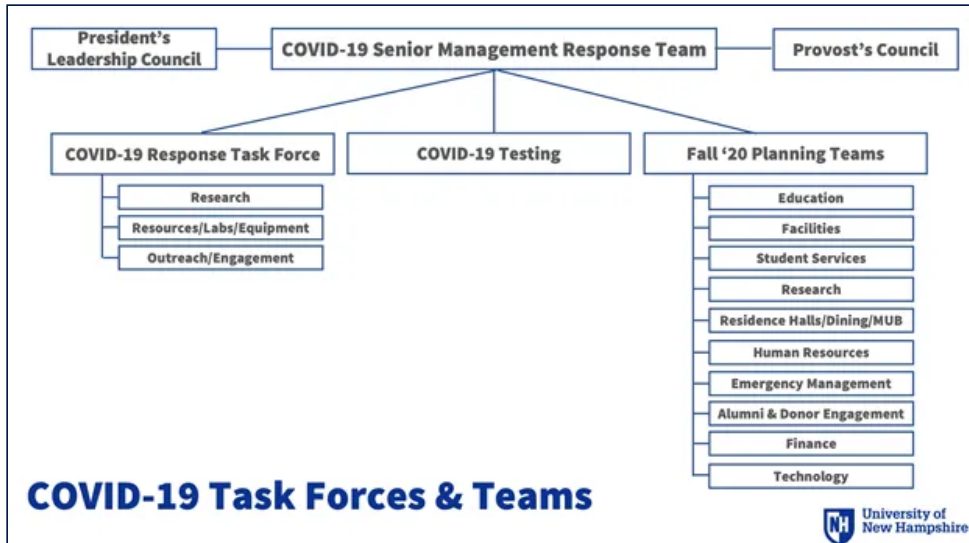 President's
Leadership Council
COVID-19 Senior Management Response Team
Provost's Council
COVID-19 Response Task Force
COVID-19 Testing
Fall ‘20 Planning Teams
Research
Resources/Labs/Equipment
Outreach/Engagement
Education
Facilities
Student Services
Research
Residence Halls/Dining/MUB
Human Resources
Emergency Management
Alumni & Donor Engagement
Finance
Technology
COVID-19 Task Forces & Teams
NH
University of
New Hampshire